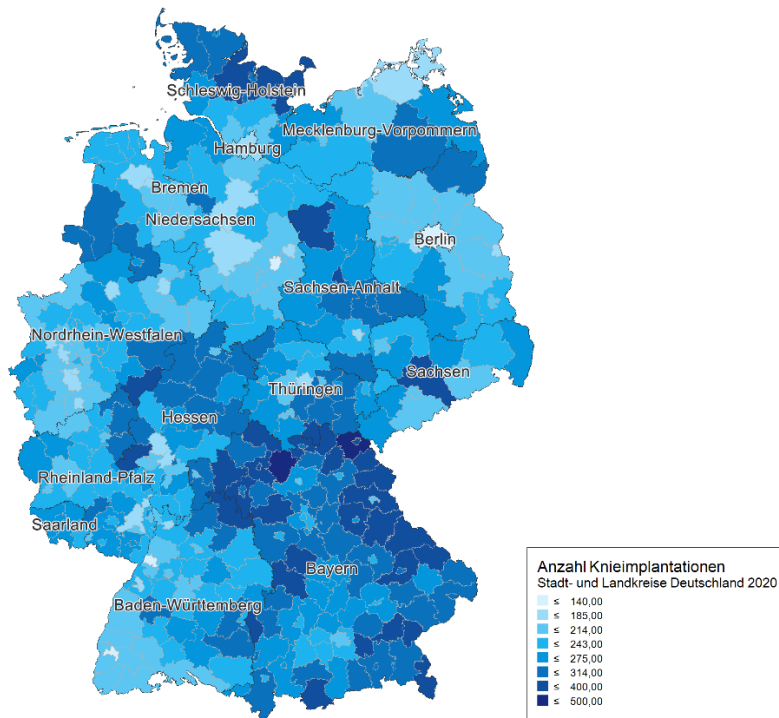 Schleswig-Holstein
Mecklenburg-Vorpommern
Hamburg
Bremen
Niedersachsen
Berlin
Sachsen-Anhalt
Nordrhein-Westfalen
Sachsen
Thüringen
Hessen
Rheinland-Pfalz
Saarland
Bayern
Baden-Württemberg
Anzahl Knieimplantationen
Stadt- und Landkreise Deutschland 2020
≤ 140,00
≤ 185,00
≤ 214,00
≤ 243,00
≤ 275,00
≤ 314,00
≤ 400,00
≤ 500,00